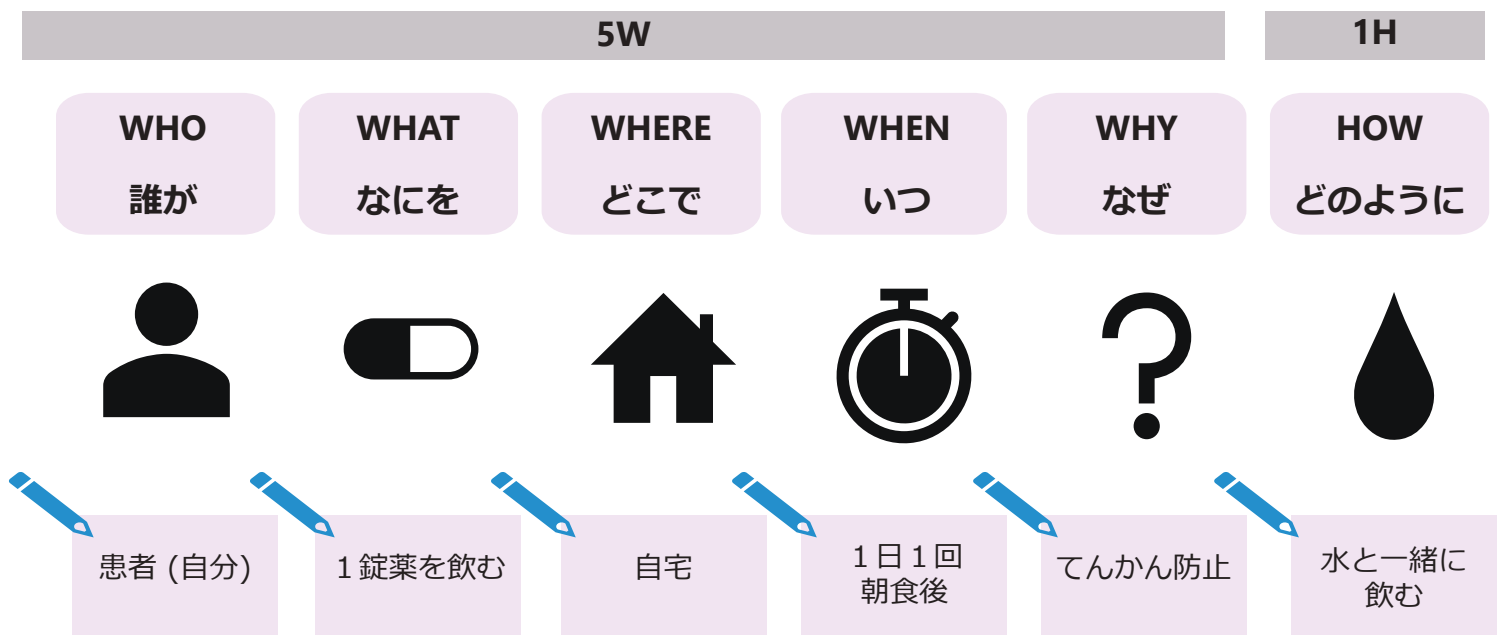 5W
1H
WHO
誰が
WHAT
なにを
WHERE
どこで
WHEN
いつ
WHY
なぜ
HOW
どのように
患者 (自分)
１錠薬を飲む
自宅
１日１回
朝食後
てんかん防止
水と一緒に
飲む